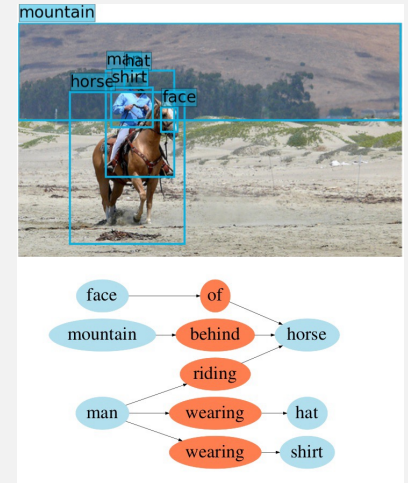 mountain
man
hat
shirt
horse
face
face
of
mountain
behind
horse
riding
man
wearing
hat
wearing
shirt